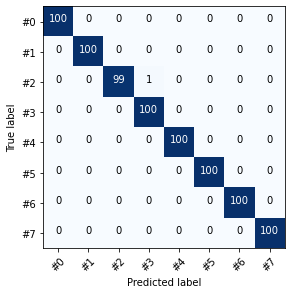 #0 100 0 0 0 0 0 0 0
#1 0 100 0 0 0 0 0 0
#2 0 0 99 1 0 0 0 0
#3 0 0 0 100 0 0 0 0
#4 0 0 0 0 100 0 0 0
#5 0 0 0 0 0 100 0 0
#6 0 0 0 0 0 0 100 0
#7 0 0 0 0 0 0 0 100
True label
#0 #1 #2 #3 #4 #5 #6 #7
Predicted label